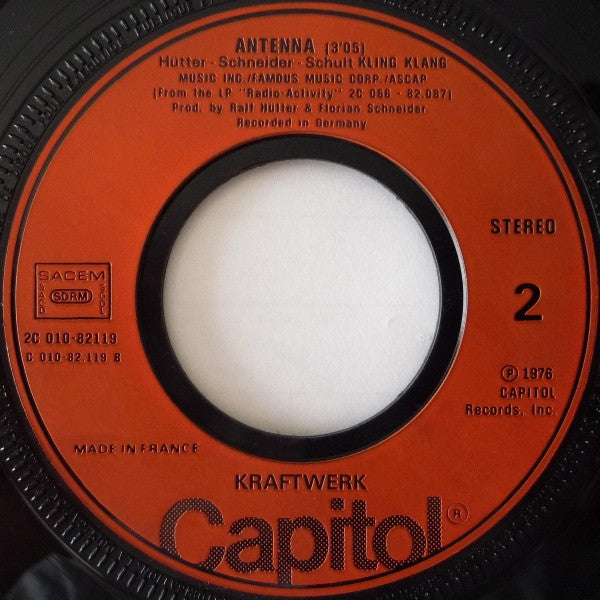 ANTENNA (3'05)
Hütter - Schneider - Schult KLING KLANG
MUSIC INC./FAMOUS MUSIC CORP./ASCAP
(From the LP "Radio-Activity" 2C 066 - 82.087)
Prod. by Ralf Hütter & Florian Schneider
Recorded in Germany
STEREO
SACEM
SACD
SDRM
SGDL
2
2C 010-82119
C 010-82.119 B
℗ 1976
CAPITOL
Records, Inc.
MADE IN FRANCE
KRAFTWERK
Capitol®